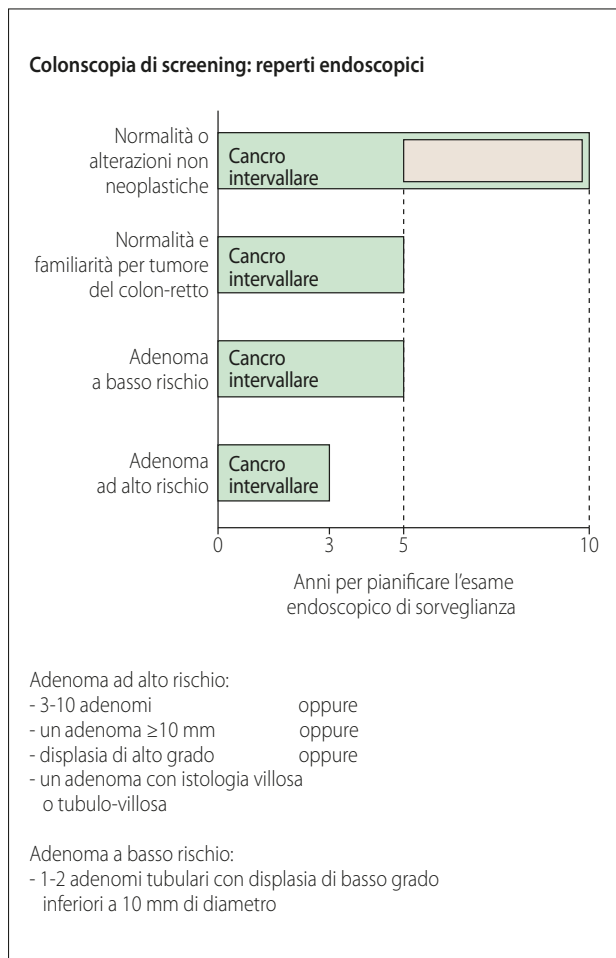 Colonscopia di screening: reperti endoscopici
Normalità o
alterazioni non
neoplastiche
Cancro
intervallare
Normalità e
familiarità per tumore
del colon-retto
Cancro
intervallare
Adenoma
a basso rischio
Cancro
intervallare
Adenoma
ad alto rischio
Cancro
intervallare
0 3 5 10
Anni per pianificare l'esame
endoscopico di sorveglianza
Adenoma ad alto rischio:
- 3-10 adenomi oppure
- un adenoma ≥10 mm oppure
- displasia di alto grado oppure
- un adenoma con istologia villosa
o tubulo-villosa
Adenoma a basso rischio:
- 1-2 adenomi tubulari con displasia di basso grado
inferiori a 10 mm di diametro